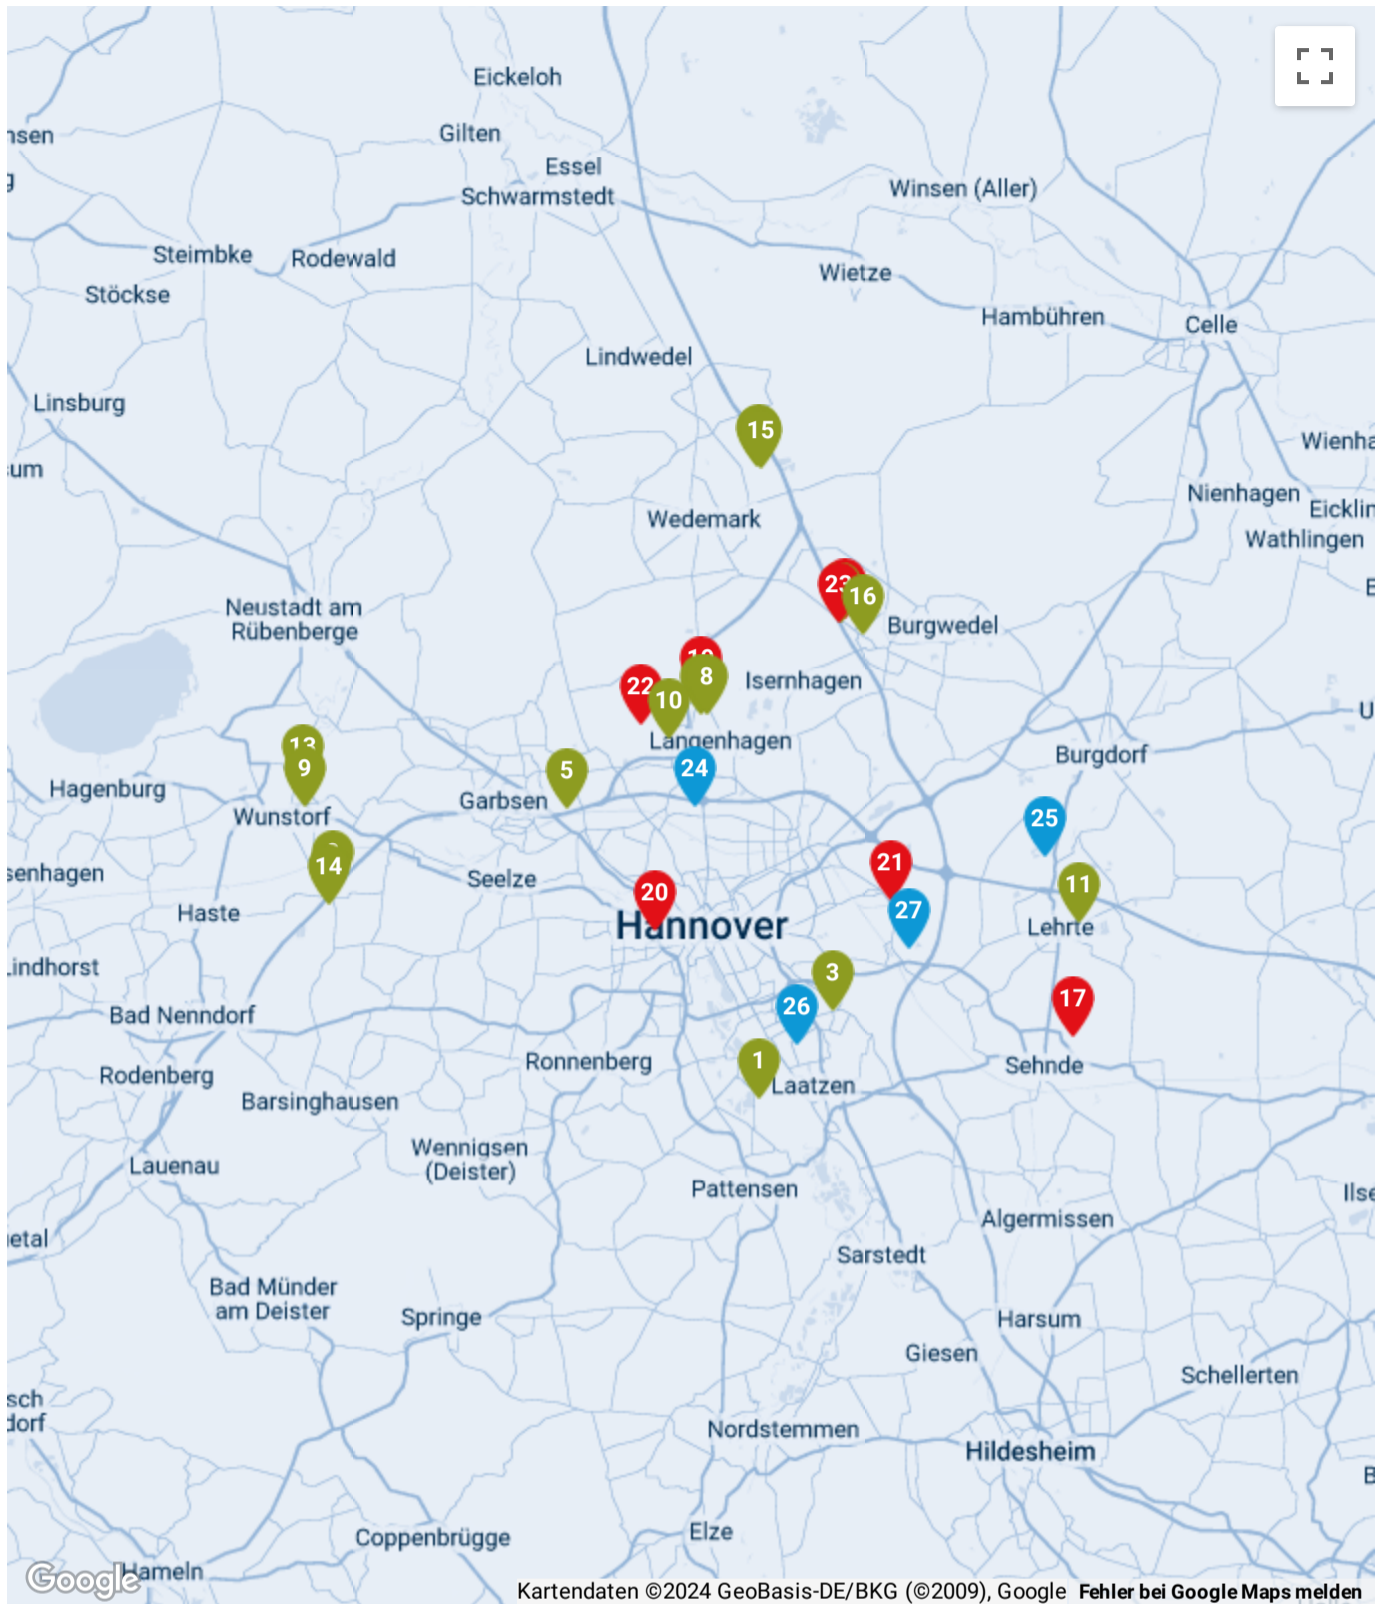 Eickeloh
Gilten
Essel
Schwarmstedt
Winsen (Aller)
Steimbke
Rodewald
Wietze
Stöckse
Hambühren
Celle
Lindwedel
Linsburg
15
Wedemark
Nienhagen
Wathlingen
23
16
Neustadt am
Rübenberge
Burgwedel
22
8
10
Isernhagen
Langenhagen
13
9
5
24
Burgdorf
Hagenburg
Garbsen
Wunstorf
25
14
21
11
Seelze
20
27
Haste
Hannover
Lehrte
3
26
17
Bad Nenndorf
1
Ronnenberg
Sehnde
Rodenberg
Laatzen
Barsinghausen
Wennigsen
(Deister)
Lauenau
Pattensen
Algermissen
Sarstedt
Bad Münder
am Deister
Springe
Harsum
Giesen
Schellerten
Nordstemmen
Hildesheim
Elze
Coppenbrügge
Hameln
Google
Kartendaten ©2024 GeoBasis-DE/BKG (©2009), Google
Fehler bei Google Maps melden